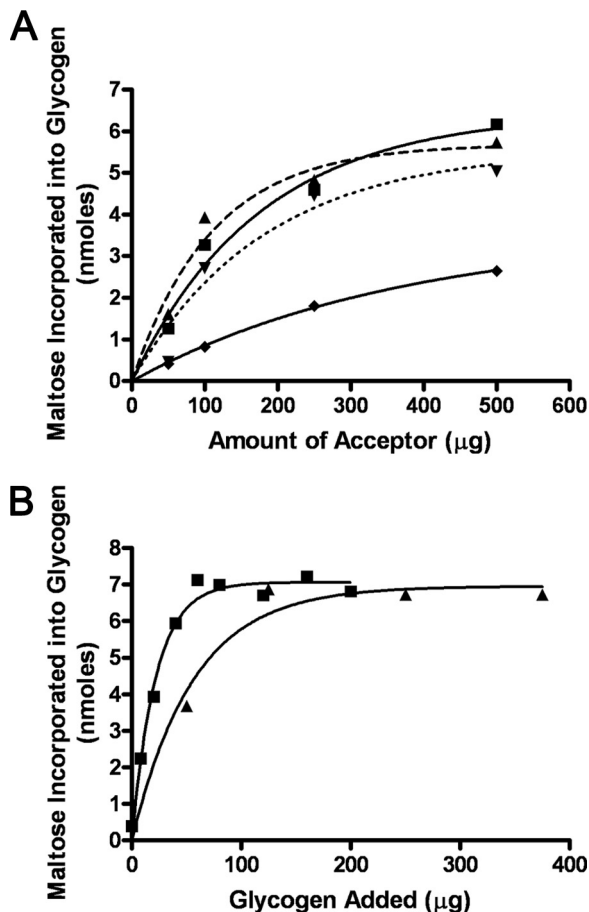 A
Maltose Incorporated into Glycogen
(nmoles)
7
6
5
4
3
2
1
0
0 100 200 300 400 500 600
Amount of Acceptor (μg)
B
Maltose Incorporated into Glycogen
(nmoles)
8
7
6
5
4
3
2
1
0
0 100 200 300 400
Glycogen Added (μg)